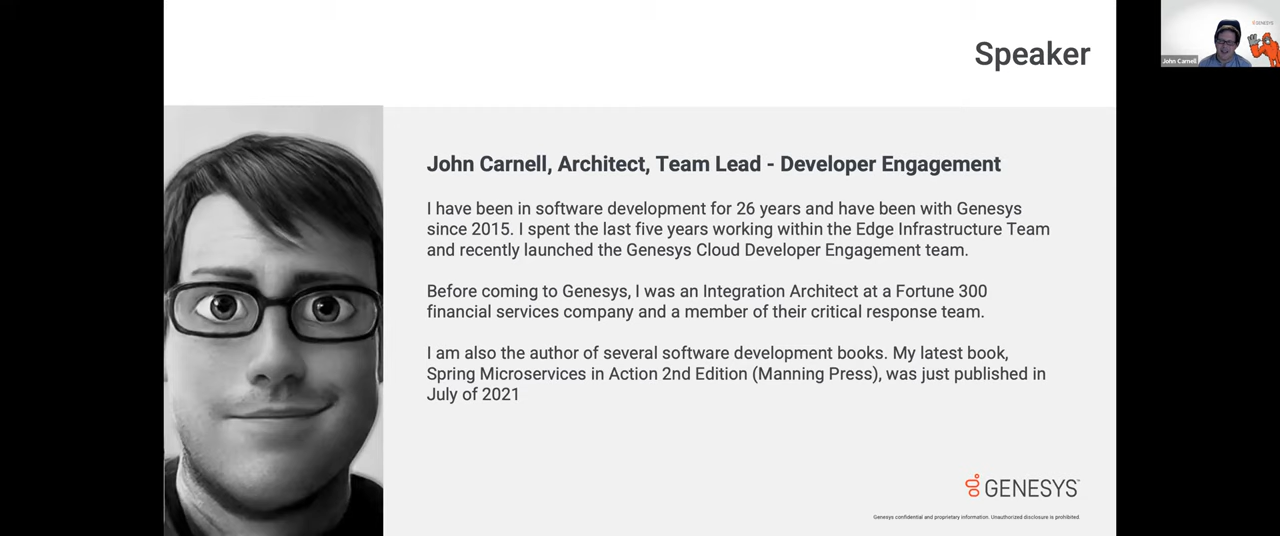 Speaker
GENESYS
John Carnell
John Carnell, Architect, Team Lead - Developer Engagement
I have been in software development for 26 years and have been with Genesys
since 2015. I spent the last five years working within the Edge Infrastructure Team
and recently launched the Genesys Cloud Developer Engagement team.
Before coming to Genesys, I was an Integration Architect at a Fortune 300
financial services company and a member of their critical response team.
I am also the author of several software development books. My latest book,
Spring Microservices in Action 2nd Edition (Manning Press), was just published in
July of 2021
GENESYS™
Genesys confidential and proprietary information. Unauthorized disclosure is prohibited.